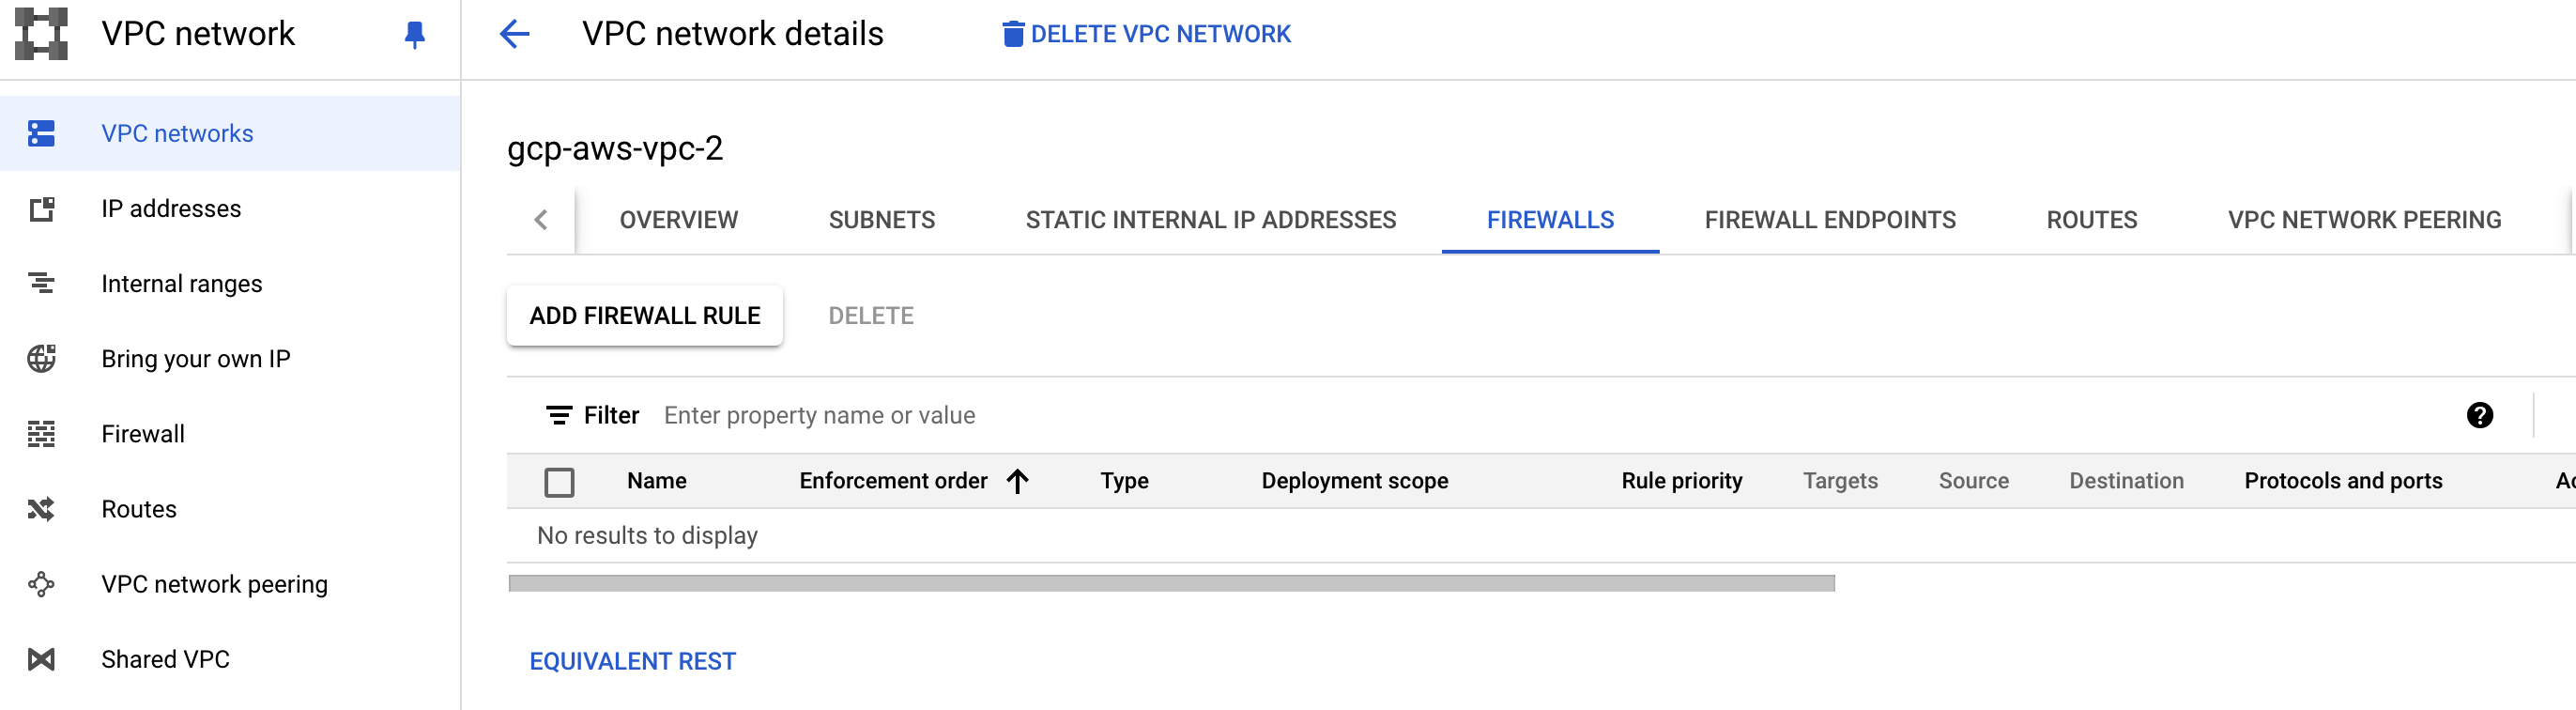 VPC network
VPC network details
DELETE VPC NETWORK
VPC networks
IP addresses
Internal ranges
Bring your own IP
Firewall
Routes
VPC network peering
Shared VPC
gcp-aws-vpc-2
OVERVIEW SUBNETS STATIC INTERNAL IP ADDRESSES FIREWALLS FIREWALL ENDPOINTS ROUTES VPC NETWORK PEERING
ADD FIREWALL RULE DELETE
Filter Enter property name or value
Name Enforcement order Type Deployment scope Rule priority Targets Source Destination Protocols and ports
No results to display
EQUIVALENT REST